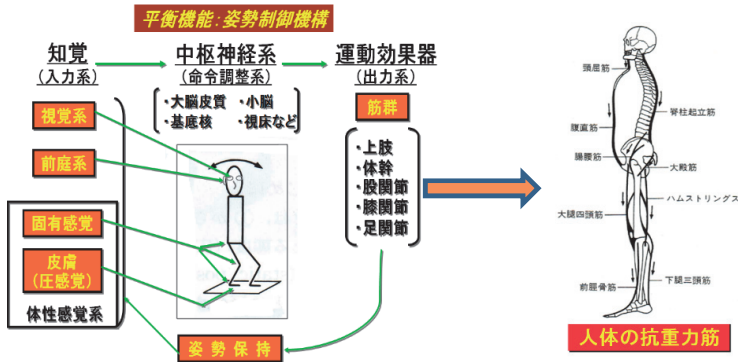 平衡機能:姿勢制御機構
知覚
(入力系)
中枢神経系
(命令調整系)
運動効果器
(出力系)
・大脳皮質 ・小脳
・基底核 ・視床など
視覚系
前庭系
固有感覚
皮膚
(圧感覚)
体性感覚系
筋群
・上肢
・体幹
・股関節
・膝関節
・足関節
姿勢保持
頸屈筋
脊柱起立筋
腹直筋
腸腰筋
大殿筋
ハムストリングス
大腿四頭筋
下腿三頭筋
前脛骨筋
人体の抗重力筋